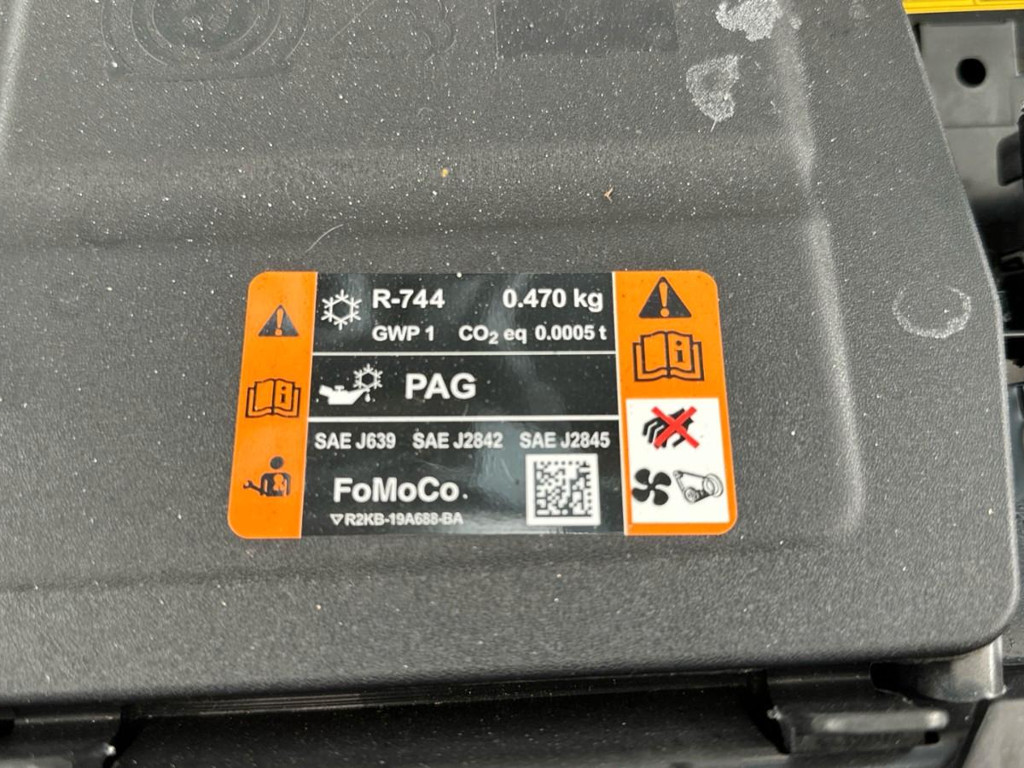 R-744 0.470 kg
GWP 1 CO₂ eq 0.0005 t
PAG
SAE J639 SAE J2842 SAE J2845
FoMoCo.
R2KB-19A688-BA